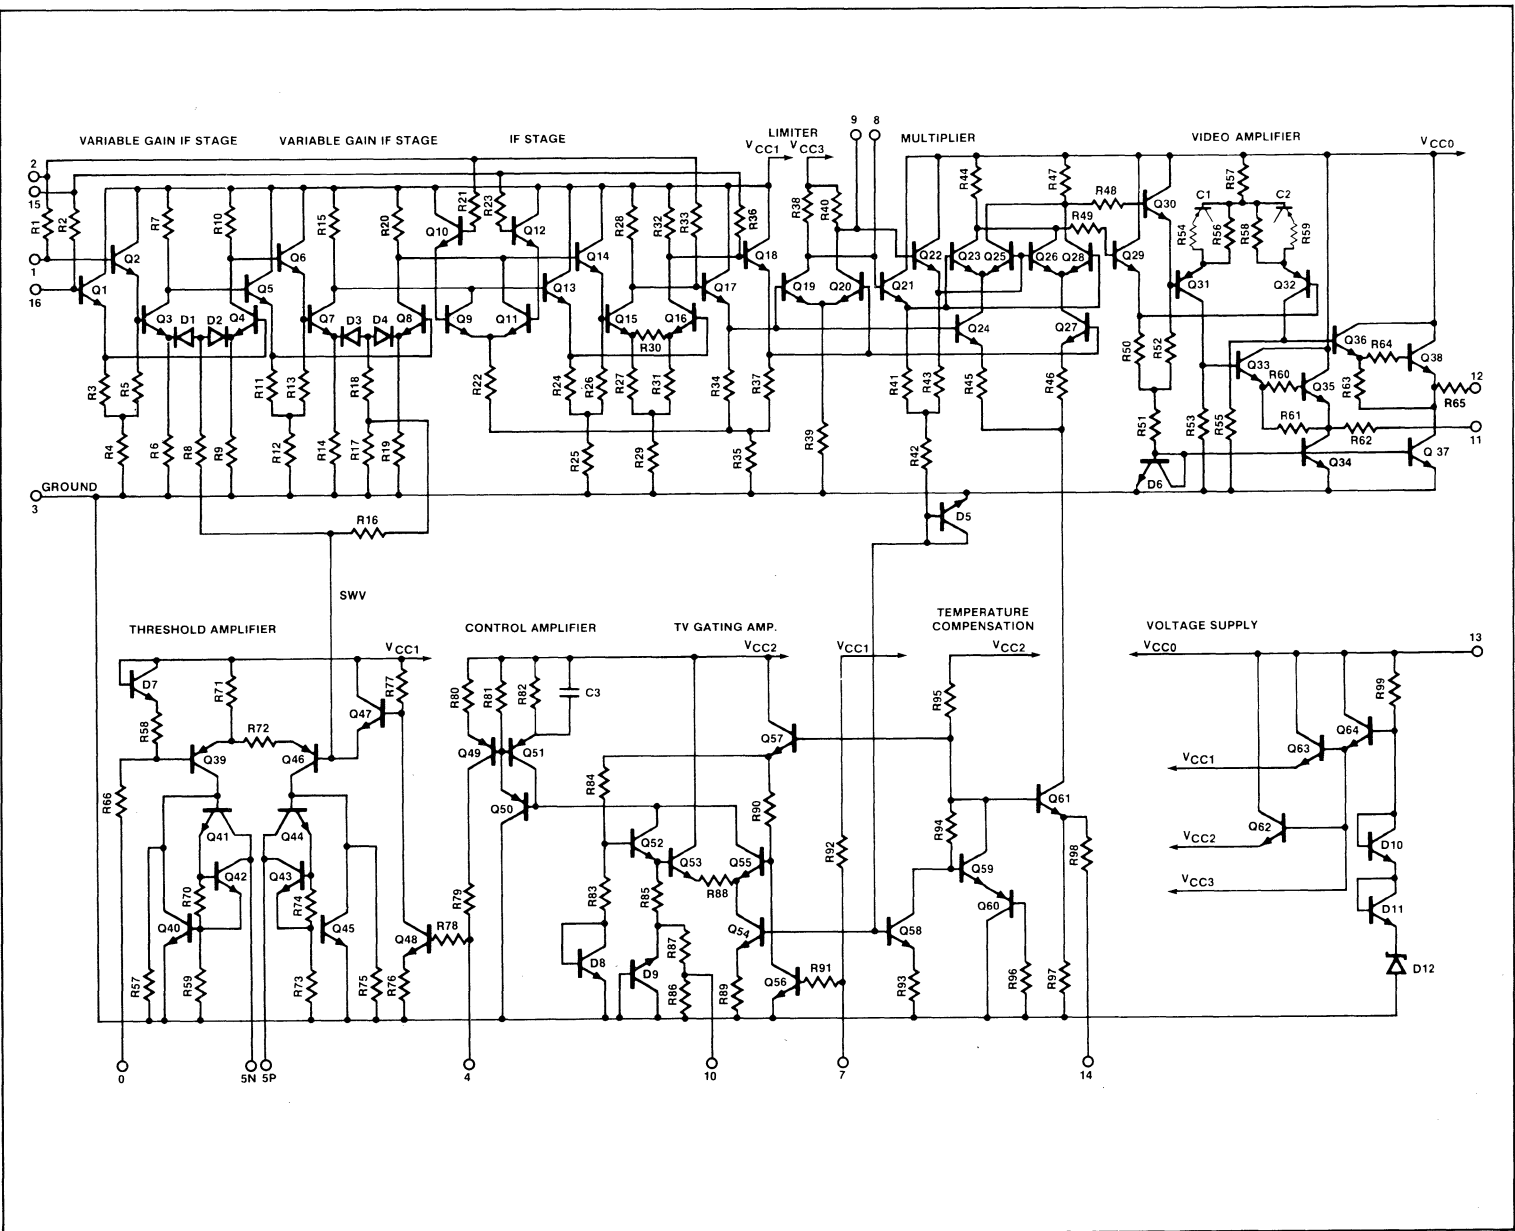 VARIABLE GAIN IF STAGE
VARIABLE GAIN IF STAGE
IF STAGE
LIMITER
MULTIPLIER
VIDEO AMPLIFIER
VCC1
VCC3
VCC0
2
15
1
16
9
8
R1
R2
R7
R10
R15
R20
R21
R23
R28
R32
R33
R36
R38
R40
R44
R47
R48
R49
R57
C1
C2
R54
R56
R58
R59
Q2
Q1
Q6
Q5
Q10
Q12
Q14
Q13
Q18
Q17
Q19
Q20
Q21
Q22
Q23
Q25
Q26
Q28
Q29
Q30
Q31
Q32
Q3
D1
D2
Q4
Q7
D3
D4
Q8
Q9
Q11
Q15
Q16
R30
Q24
Q27
Q36
R64
Q38
Q33
R60
Q35
R63
R65
12
R3
R5
R11
R13
R18
R22
R24
R26
R27
R31
R34
R37
R41
R43
R45
R46
R50
R52
R61
R62
11
R4
R6
R8
R9
R12
R14
R17
R19
R25
R29
R35
R39
R42
R51
R53
R55
Q34
Q 37
D6
GROUND
3
R16
D5
SWV
THRESHOLD AMPLIFIER
CONTROL AMPLIFIER
TV GATING AMP.
TEMPERATURE
COMPENSATION
VOLTAGE SUPPLY
VCC1
VCC2
VCC1
VCC2
VCC0
13
D7
R71
R77
R80
R81
R82
C3
R95
R99
R58
R72
Q47
Q39
Q46
Q49
Q51
Q57
Q63
Q64
VCC1
R66
Q50
R84
R90
Q61
Q41
Q44
Q52
R94
Q62
D10
VCC2
Q42
Q43
Q53
Q55
R92
Q59
R98
R70
R74
R79
R83
R85
R88
Q60
VCC3
D11
Q40
Q45
Q48
R78
R87
Q54
Q58
R57
R59
R73
R75
R76
D8
D9
R86
R89
Q56
R91
R93
R96
R97
D12
0
5N
5P
4
10
7
14